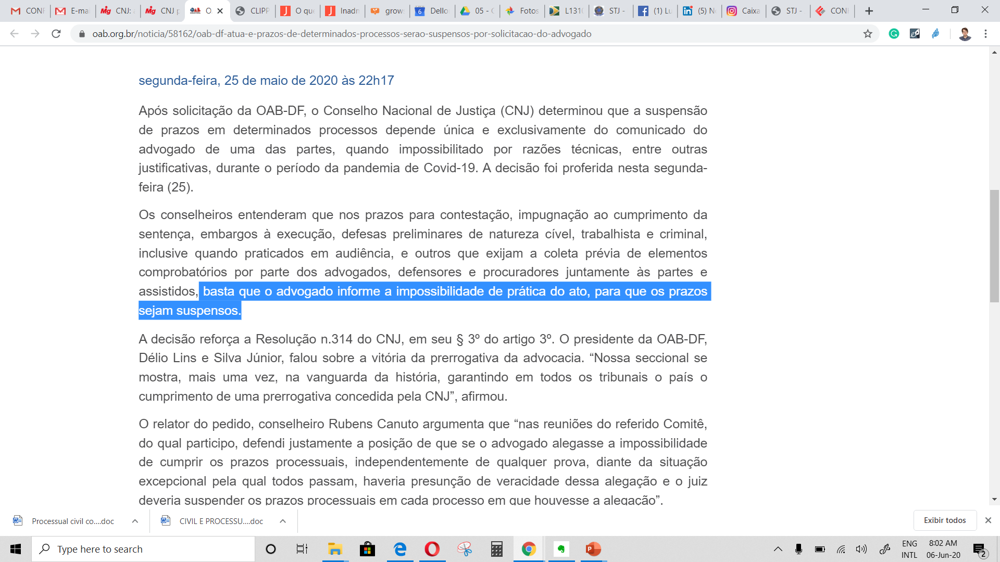 CONF
E-mai
CNJ: a
CNJ p
O
CLIPP
O que
Inadm
grow
Dello
05 - C
Fotos
L1310
STJ -
(1) Lu
(5) N
Caixa
STJ -
CONI
oab.org.br/noticia/58162/oab-df-atua-e-prazos-de-determinados-processos-serao-suspensos-por-solicitacao-do-advogado
segunda-feira, 25 de maio de 2020 às 22h17
Após solicitação da OAB-DF, o Conselho Nacional de Justiça (CNJ) determinou que a suspensão
de prazos em determinados processos depende única e exclusivamente do comunicado do
advogado de uma das partes, quando impossibilitado por razões técnicas, entre outras
justificativas, durante o período da pandemia de Covid-19. A decisão foi proferida nesta segunda-
feira (25).
Os conselheiros entenderam que nos prazos para contestação, impugnação ao cumprimento da
sentença, embargos à execução, defesas preliminares de natureza cível, trabalhista e criminal,
inclusive quando praticados em audiência, e outros que exijam a coleta prévia de elementos
comprobatórios por parte dos advogados, defensores e procuradores juntamente às partes e
assistidos, basta que o advogado informe a impossibilidade de prática do ato, para que os prazos
sejam suspensos.
A decisão reforça a Resolução n.314 do CNJ, em seu § 3º do artigo 3º. O presidente da OAB-DF,
Délio Lins e Silva Júnior, falou sobre a vitória da prerrogativa da advocacia. “Nossa seccional se
mostra, mais uma vez, na vanguarda da história, garantindo em todos os tribunais o país o
cumprimento de uma prerrogativa concedida pela CNJ”, afirmou.
O relator do pedido, conselheiro Rubens Canuto argumenta que “nas reuniões do referido Comitê,
do qual participo, defendi justamente a posição de que se o advogado alegasse a impossibilidade
de cumprir os prazos processuais, independentemente de qualquer prova, diante da situação
excepcional pela qual todos passam, haveria presunção de veracidade dessa alegação e o juiz
deveria suspender os prazos processuais em cada processo em que houvesse a alegação”.
Processual civil co....doc
CIVIL E PROCESSU....doc
Exibir todos
Type here to search
ENG
INTL
8:02 AM
06-Jun-20
2